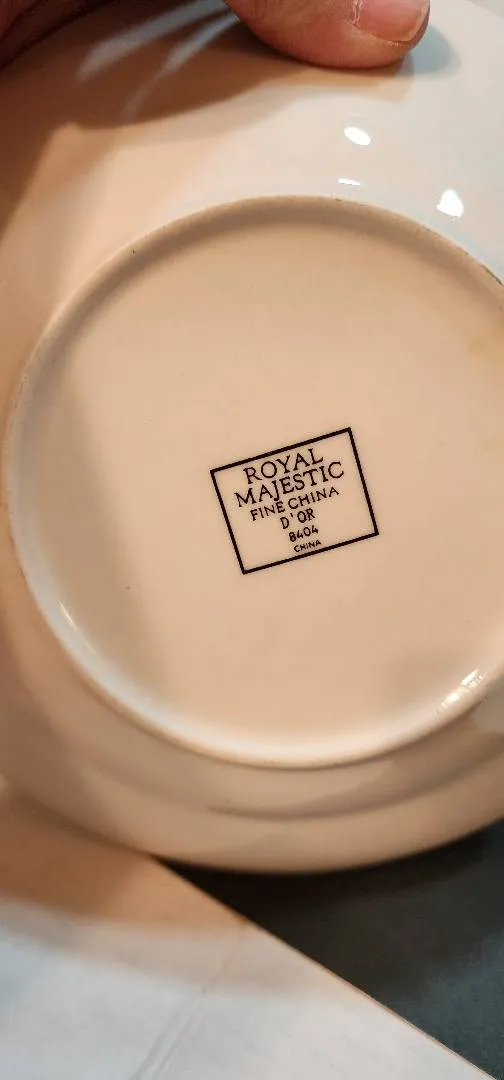 ROYAL
MAJESTIC
FINE CHINA
D'OR
8404
CHINA